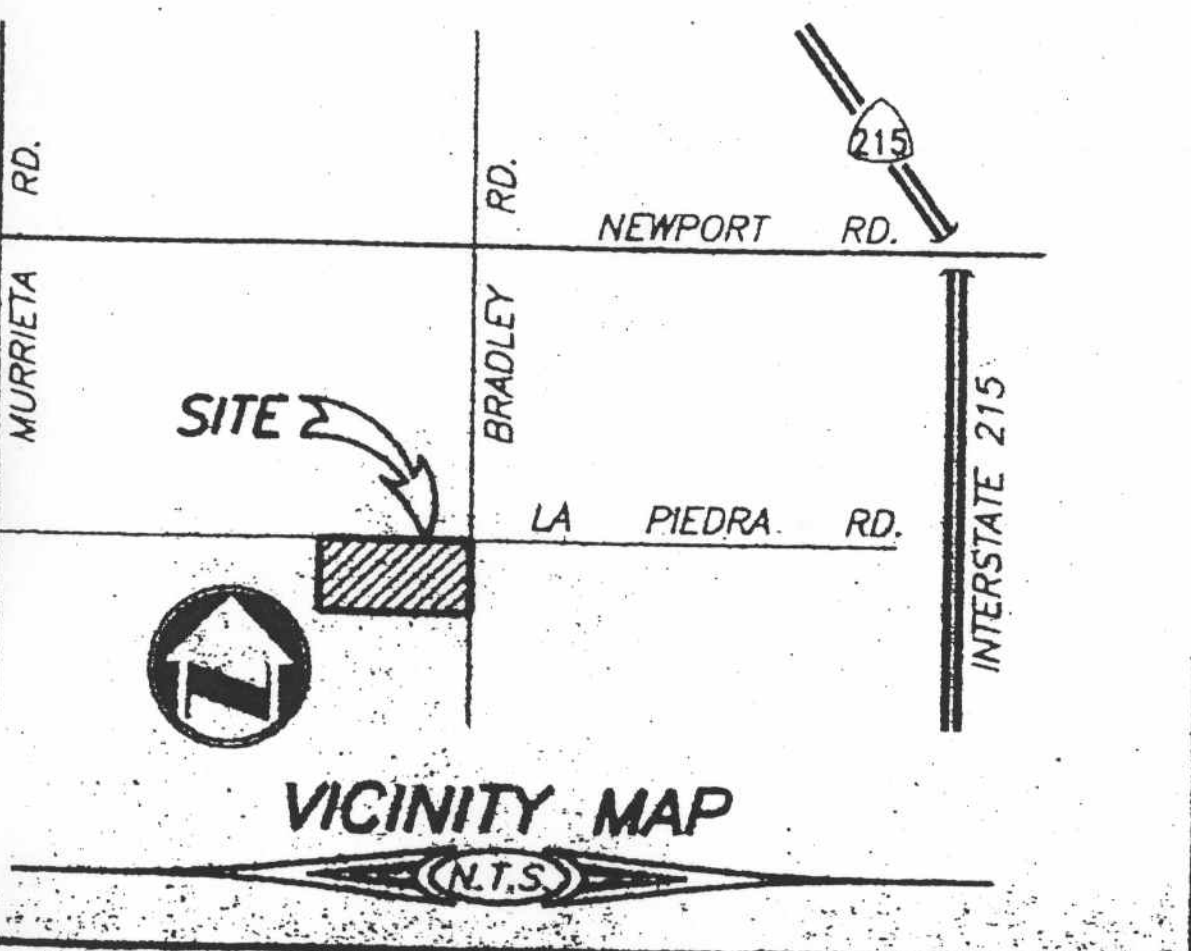 215
MURRIETA RD.
BRADLEY RD.
NEWPORT RD.
SITE
LA PIEDRA RD.
INTERSTATE 215
VICINITY MAP
N.T.S.